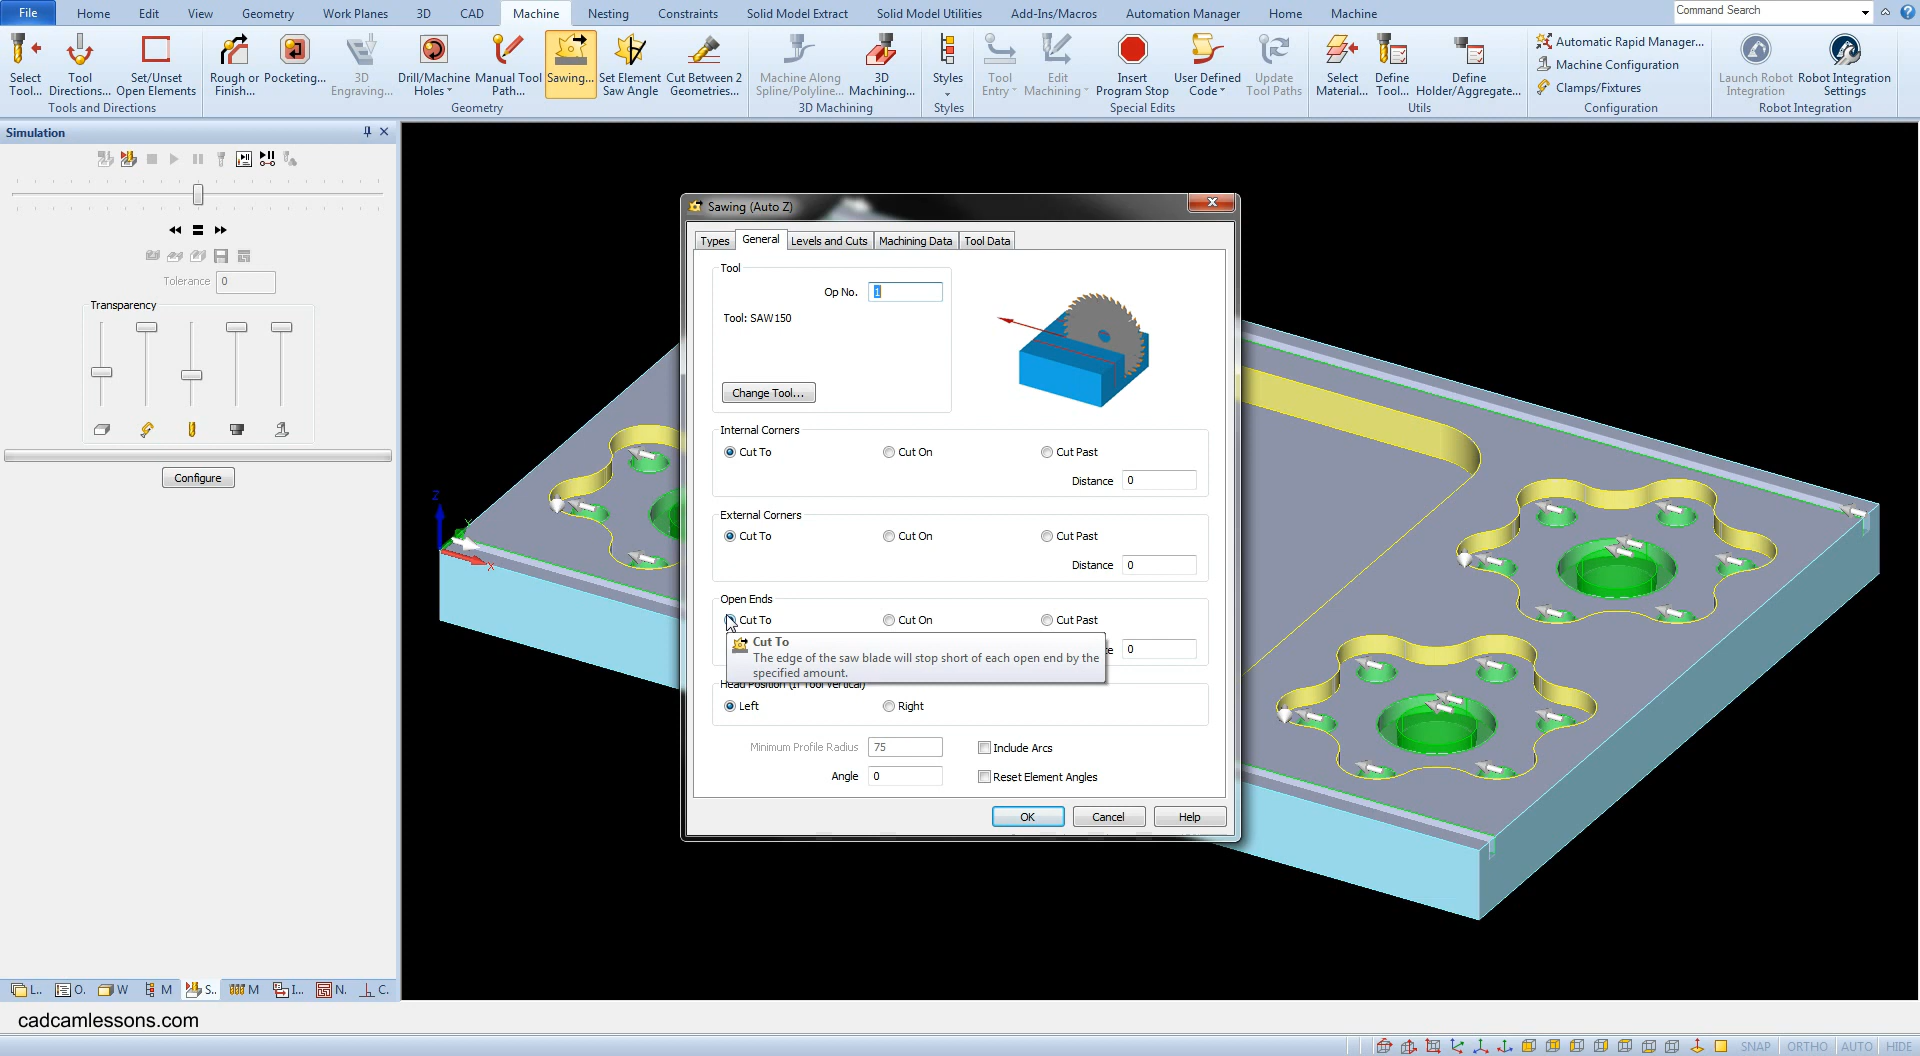 File Home Edit View Geometry Work Planes 3D CAD Machine Nesting Constraints Solid Model Extract Solid Model Utilities Add-Ins/Macros Automation Manager Home Machine Command Search
Select Tool...
Tool Directions...
Set/Unset Open Elements
Rough or Finish...
Pocketing...
3D Engraving...
Drill/Machine Holes
Manual Tool Path...
Sawing...
Set Element Saw Angle
Cut Between 2 Geometries...
Machine Along Spline/Polyline...
3D Machining...
Styles
Tool Entry
Edit Machining
Insert Program Stop
User Defined Code
Update Tool Paths
Select Material...
Define Tool...
Define Holder/Aggregate...
Automatic Rapid Manager...
Machine Configuration
Clamps/Fixtures
Launch Robot Integration
Robot Integration Settings
Tools and Directions Geometry 3D Machining Styles Special Edits Utils Configuration Robot Integration
Simulation
Tolerance 0
Transparency
Configure
Sawing (Auto Z)
Types General Levels and Cuts Machining Data Tool Data
Tool
Op No. 1
Tool: SAW150
Change Tool...
Internal Corners
Cut To Cut On Cut Past
Distance 0
External Corners
Cut To Cut On Cut Past
Distance 0
Open Ends
Cut To Cut On Cut Past
Cut To
The edge of the saw blade will stop short of each open end by the
specified amount.
0
Head Position (If Tool Vertical)
Left Right
Minimum Profile Radius 75 Include Arcs
Angle 0 Reset Element Angles
OK Cancel Help
Z
Y
X
L.. O. W M S.. M I... N. C.
cadcamlessons.com
SNAP ORTHO AUTO HIDE